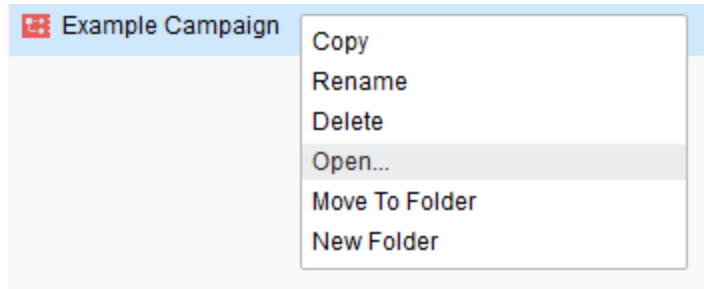 Example Campaign
Copy
Rename
Delete
Open...
Move To Folder
New Folder